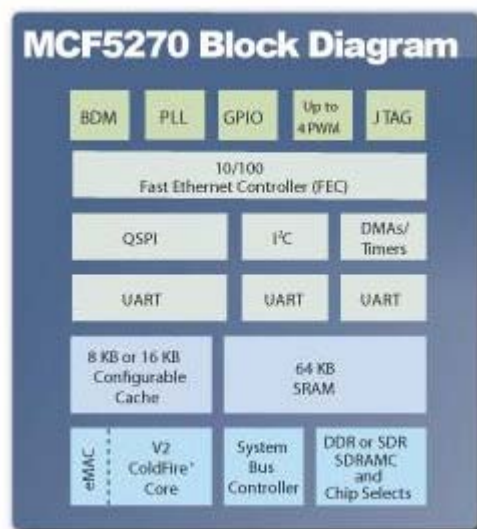 MCF5270 Block Diagram
BDM
PLL
GPIO
Up to
4 PWM
JTAG
10/100
Fast Ethernet Controller (FEC)
QSPI
I²C
DMAs/
Timers
UART
UART
UART
8 KB or 16 KB
Configurable
Cache
64 KB
SRAM
eMAC
V2
ColdFire®
Core
System
Bus
Controller
DDR or SDR
SDRAMC
and
Chip Selects